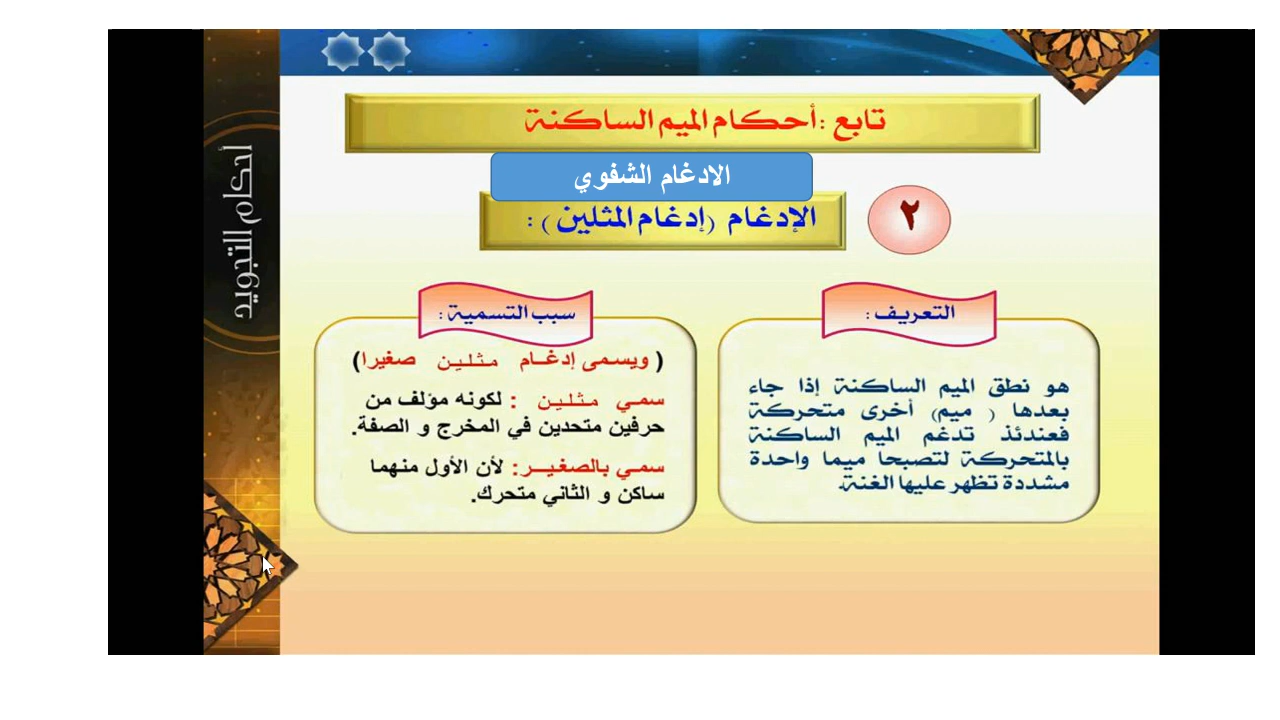 تابع :أحكام الميم الساكنة
الادغام الشفوي
٢
الإدغام (إدغام المثلين ) :
التعريف :
هو نطق الميم الساكنة إذا جاء
بعدها ( ميم) أخرى متحركة
فعندئذ تدغم الميم الساكنة
بالمتحركة لتصبحا ميما واحدة
مشددة تظهر عليها الغنة.
سبب التسمية :
( ويسمى إدغام مثلين صغيرا)
سمي مثلين : لكونه مؤلف من
حرفين متحدين في المخرج و الصفة.
سمي بالصغيـــر: لأن الأول منهما
ساكن و الثاني متحرك.
أحكام التجويد